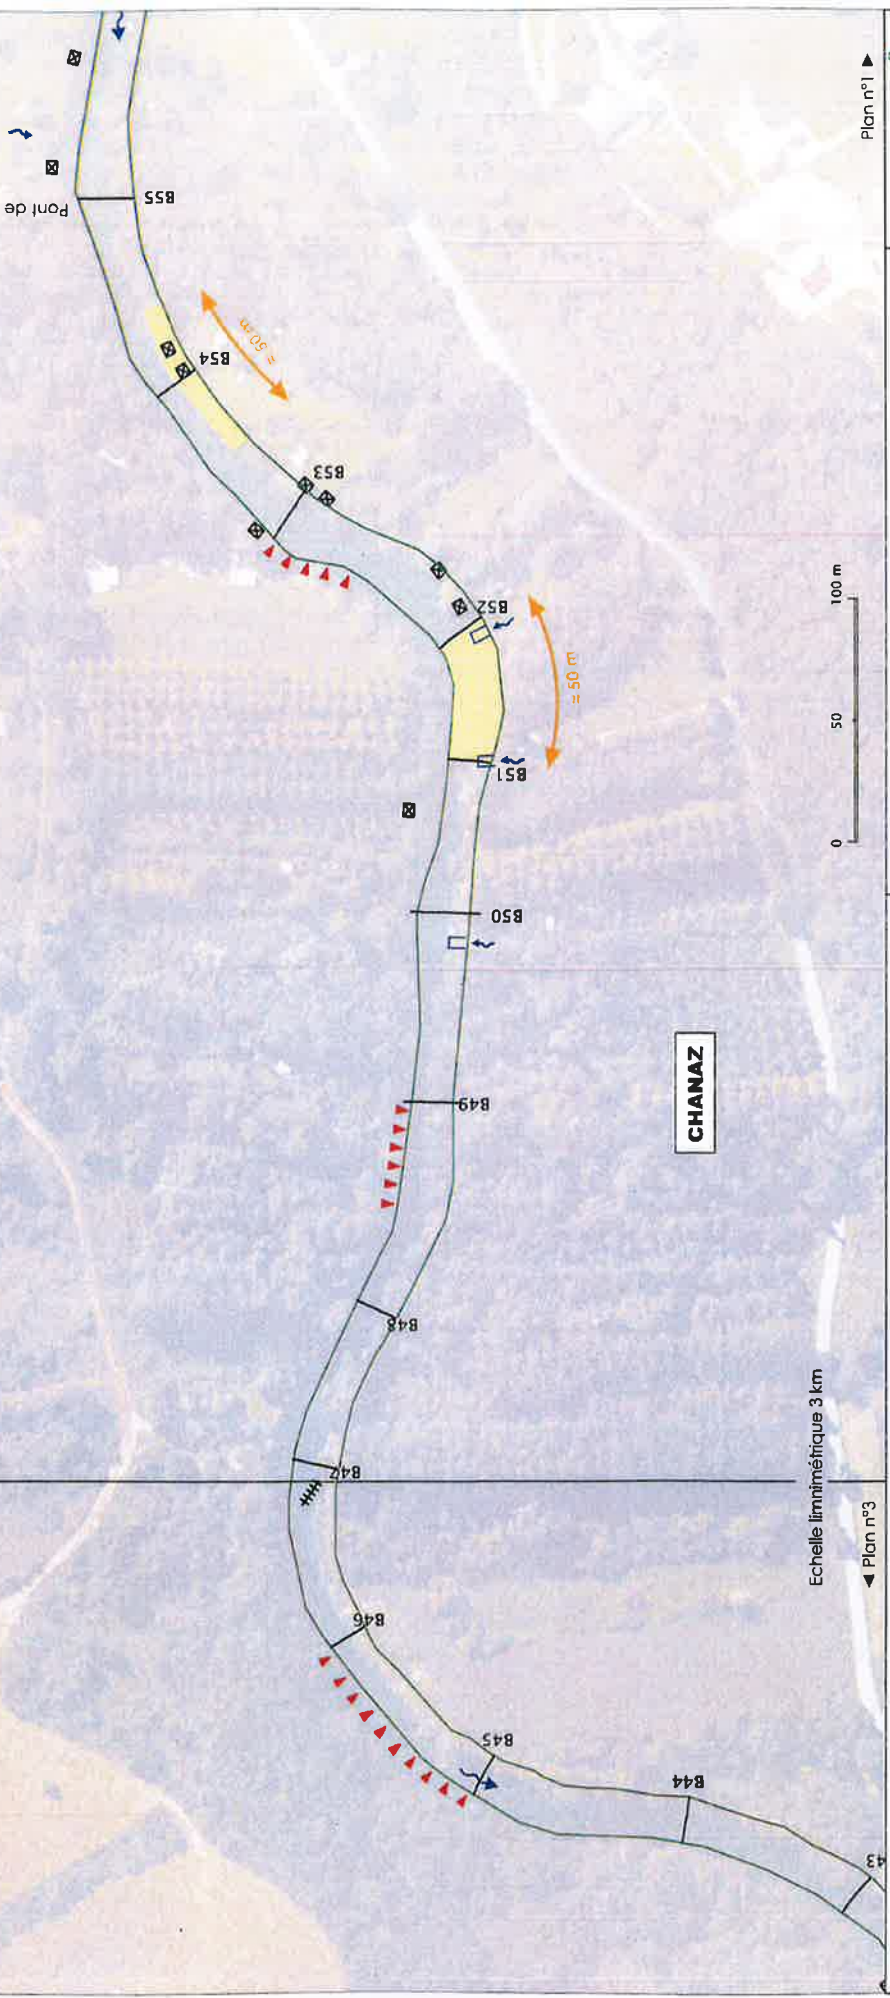 Plan n°1 ►
Pont de
B55
B54
≈ 50 m
B53
B52
≈ 50 m
B51
B50
0 50 100 m
B49
CHANAZ
B48
B47
Echelle limnimétrique 3 km
◄ Plan n°3
B46
B45
B44
43